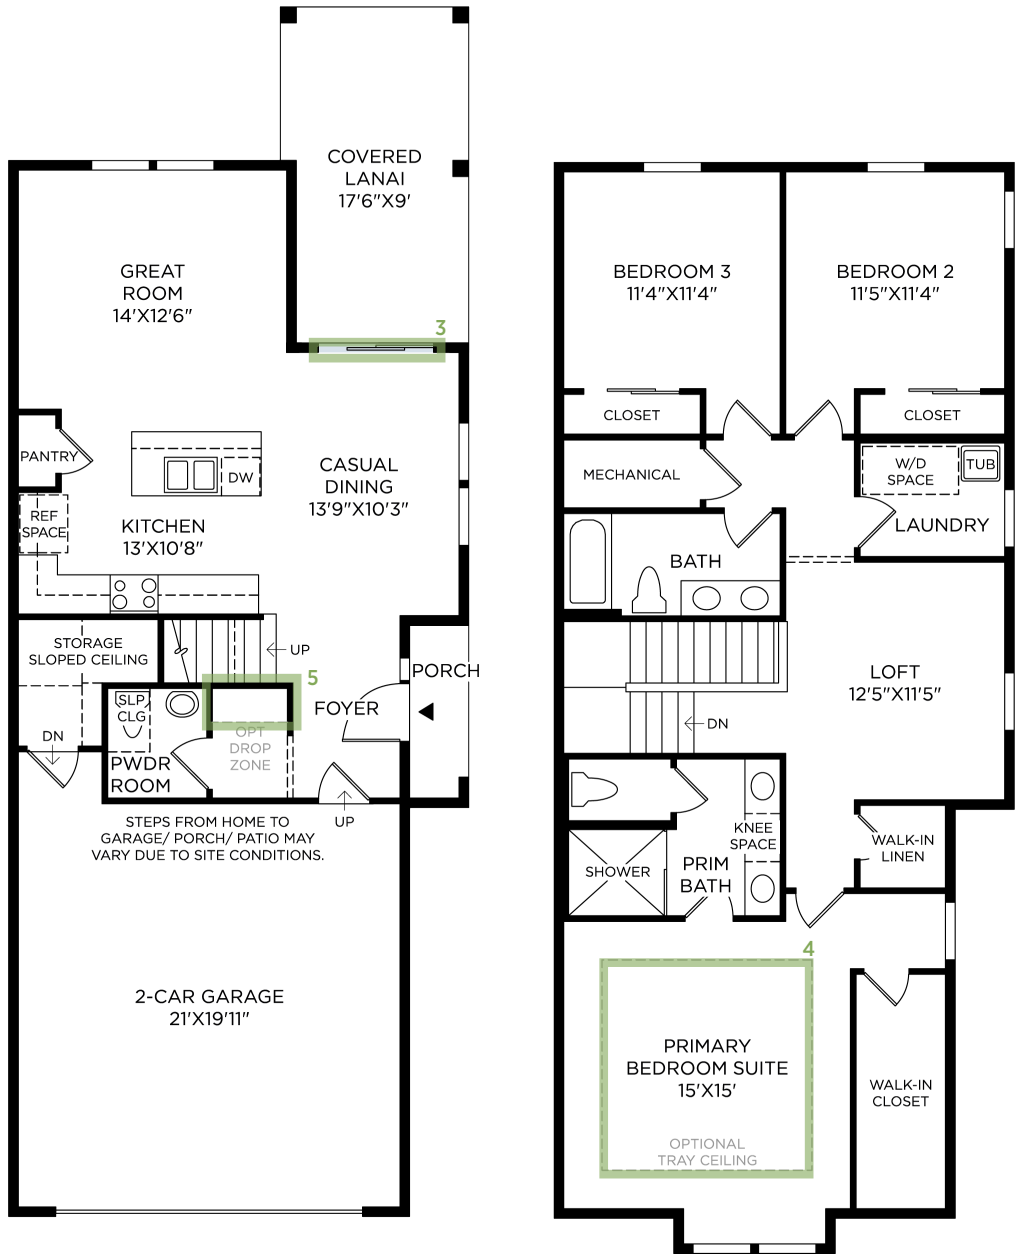 COVERED
LANAI
17'6"X9'
GREAT
ROOM
14'X12'6"
3
PANTRY
DW
CASUAL
DINING
13'9"X10'3"
REF
SPACE
KITCHEN
13'X10'8"
STORAGE
SLOPED CEILING
UP
PORCH
5
SLP
CLG
FOYER
OPT
DROP
ZONE
DN
PWDR
ROOM
UP
STEPS FROM HOME TO
GARAGE/ PORCH/ PATIO MAY
VARY DUE TO SITE CONDITIONS.
2-CAR GARAGE
21'X19'11"
BEDROOM 3
11'4"X11'4"
BEDROOM 2
11'5"X11'4"
CLOSET
CLOSET
MECHANICAL
W/D
SPACE
TUB
LAUNDRY
BATH
LOFT
12'5"X11'5"
DN
KNEE
SPACE
WALK-IN
LINEN
SHOWER
PRIM
BATH
4
PRIMARY
BEDROOM SUITE
15'X15'
WALK-IN
CLOSET
OPTIONAL
TRAY CEILING